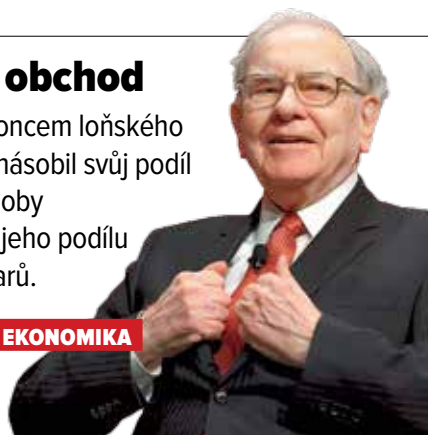 obchod
oncem loňského
násobil svůj podíl
oby
jeho podílu
arů.
EKONOMIKA